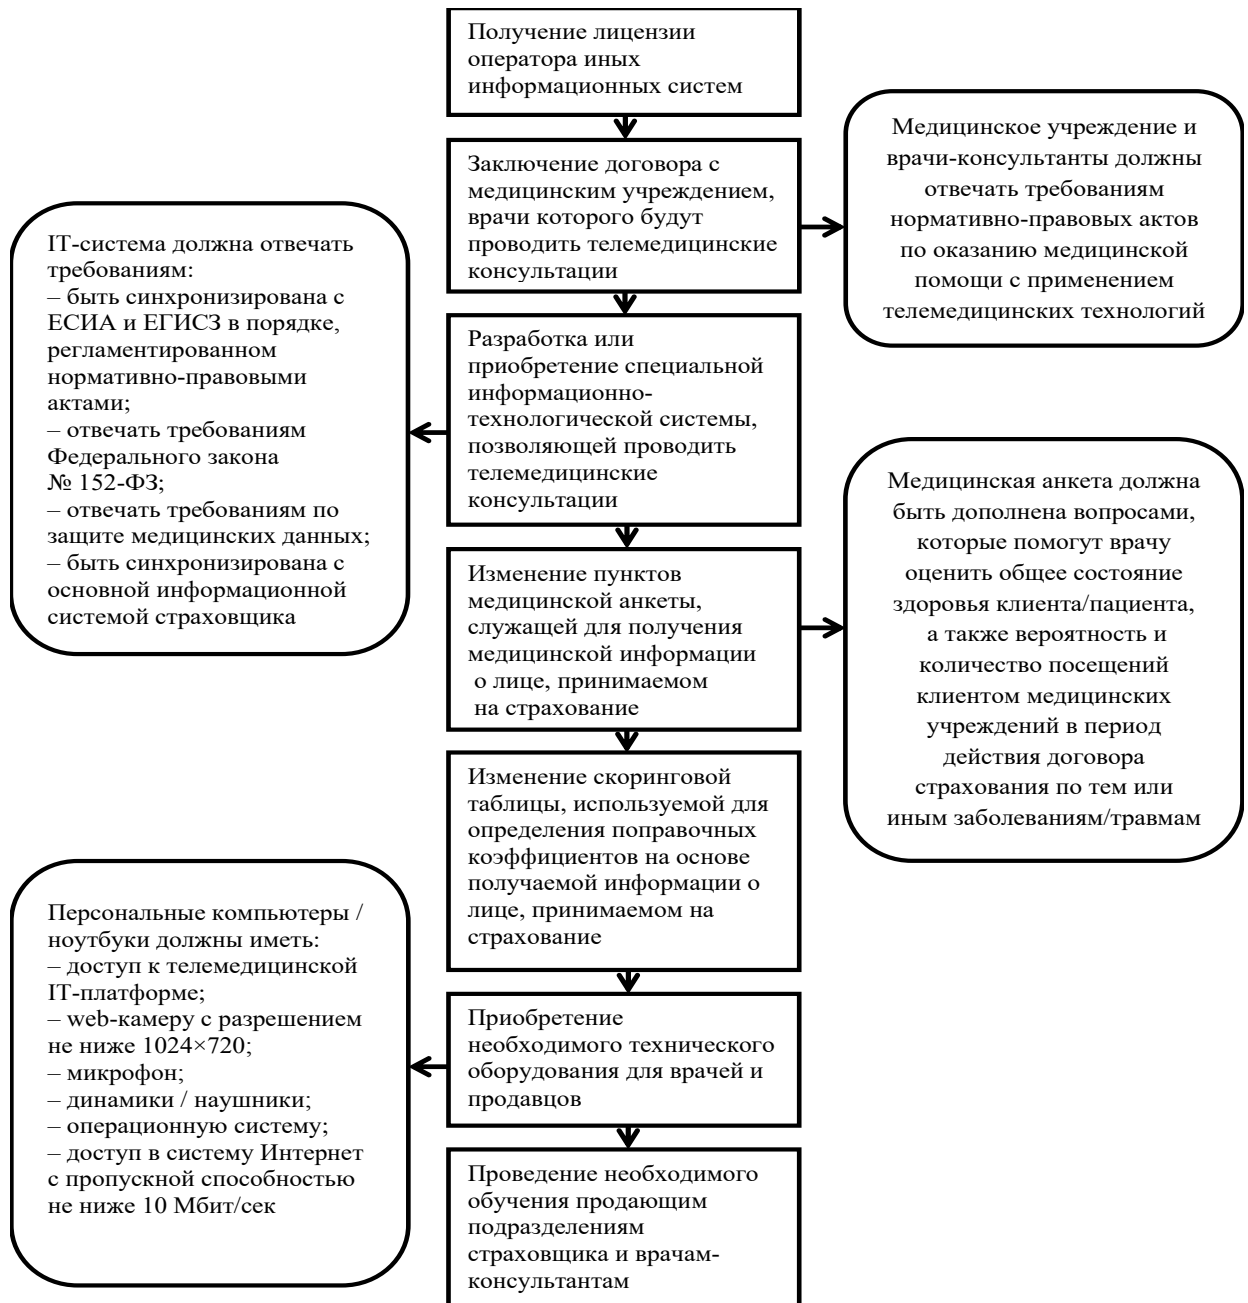 Получение лицензии
оператора иных
информационных систем
Заключение договора с
медицинским учреждением,
врачи которого будут
проводить телемедицинские
консультации
Медицинское учреждение и
врачи-консультанты должны
отвечать требованиям
нормативно-правовых актов
по оказанию медицинской
помощи с применением
телемедицинских технологий
Разработка или
приобретение специальной
информационно-
технологической системы,
позволяющей проводить
телемедицинские
консультации
IT-система должна отвечать
требованиям:
– быть синхронизирована с
ЕСИА и ЕГИСЗ в порядке,
регламентированном
нормативно-правовыми
актами;
– отвечать требованиям
Федерального закона
№ 152-ФЗ;
– отвечать требованиям по
защите медицинских данных;
– быть синхронизирована с
основной информационной
системой страховщика
Изменение пунктов
медицинской анкеты,
служащей для получения
медицинской информации
о лице, принимаемом
на страхование
Медицинская анкета должна
быть дополнена вопросами,
которые помогут врачу
оценить общее состояние
здоровья клиента/пациента,
а также вероятность и
количество посещений
клиентом медицинских
учреждений в период
действия договора
страхования по тем или
иным заболеваниям/травмам
Изменение скоринговой
таблицы, используемой для
определения поправочных
коэффициентов на основе
получаемой информации о
лице, принимаемом на
страхование
Приобретение
необходимого технического
оборудования для врачей и
продавцов
Персональные компьютеры /
ноутбуки должны иметь:
– доступ к телемедицинской
IT-платформе;
– web-камеру с разрешением
не ниже 1024×720;
– микрофон;
– динамики / наушники;
– операционную систему;
– доступ в систему Интернет
с пропускной способностью
не ниже 10 Мбит/сек
Проведение необходимого
обучения продающим
подразделениям
страховщика и врачам-
консультантам